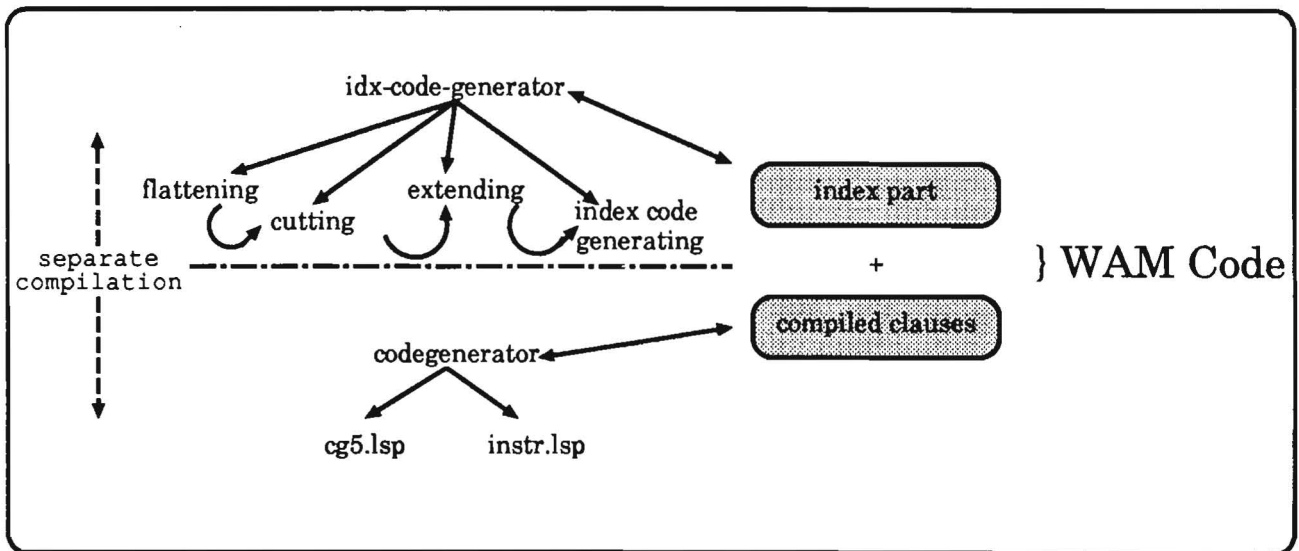 idx-code-generator
flattening
cutting
extending
index code
generating
index part
separate
compilation
+
} WAM Code
compiled clauses
codegenerator
cg5.lsp
instr.lsp